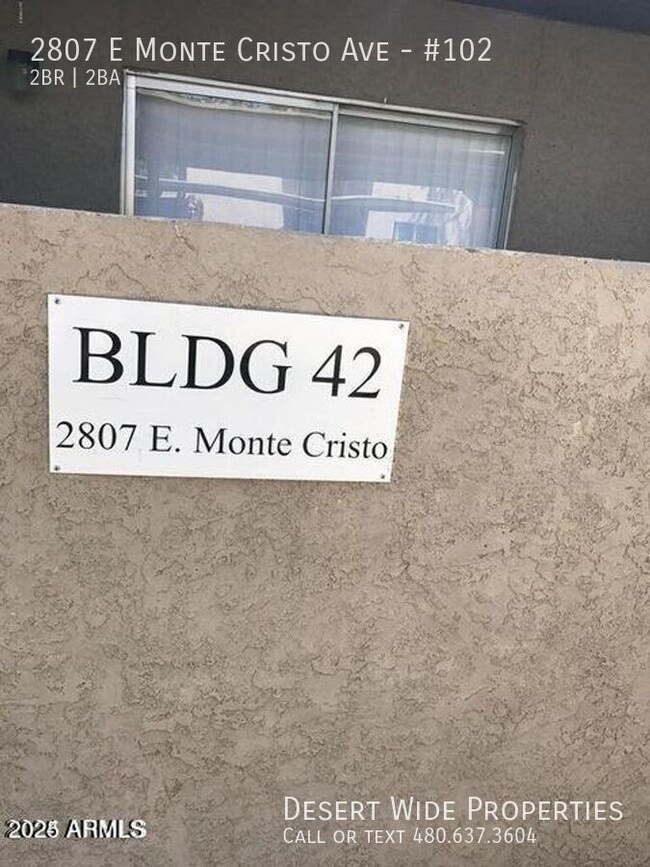 2807 E Monte Cristo Ave - #102
2BR | 2BA
BLDG 42
2807 E. Monte Cristo
Desert Wide Properties
Call or text 480.637.3604
ARMLS